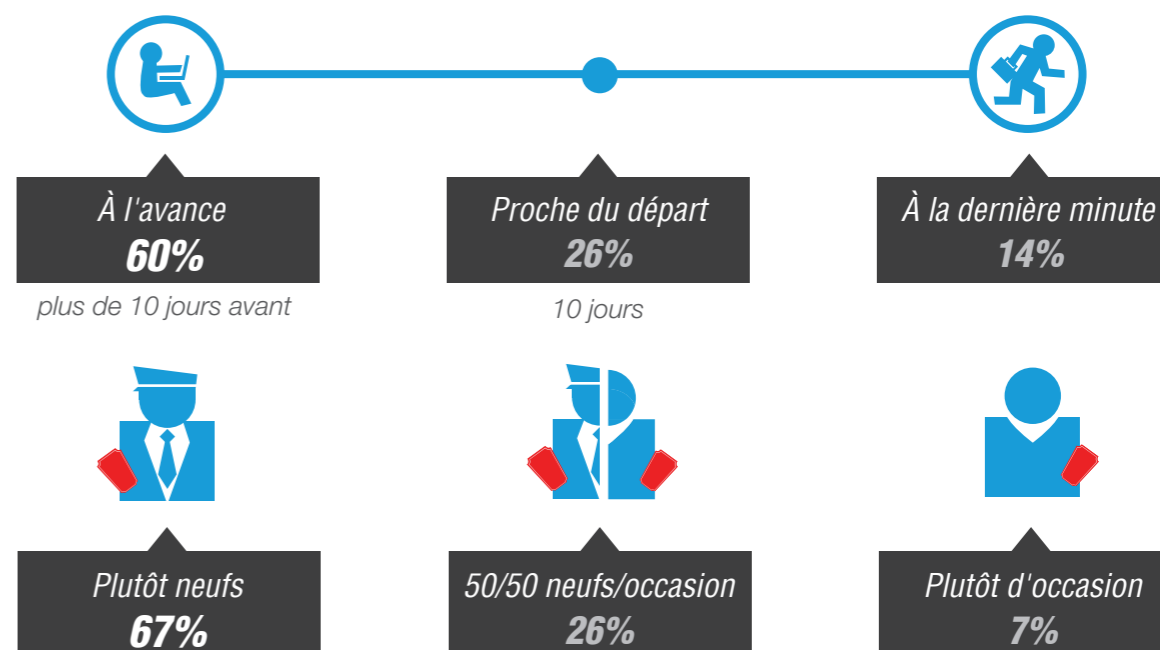 À l'avance
60%
plus de 10 jours avant
Proche du départ
26%
10 jours
À la dernière minute
14%
Plutôt neufs
67%
50/50 neufs/occasion
26%
Plutôt d'occasion
7%